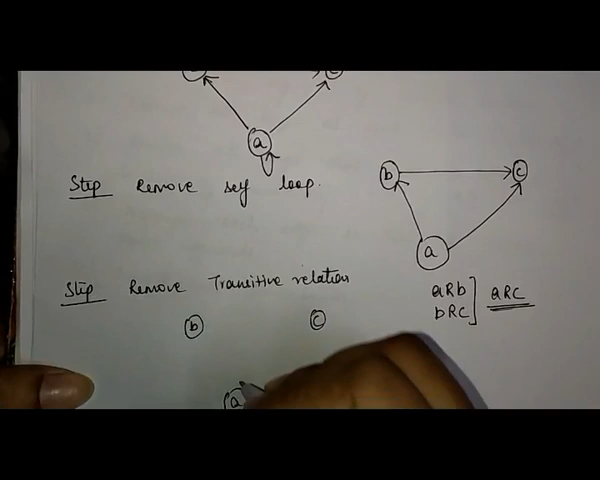 a
Step Remove self loop.
b c
a
Step Remove Transitive relation
aRb
bRc
aRc
b c
a